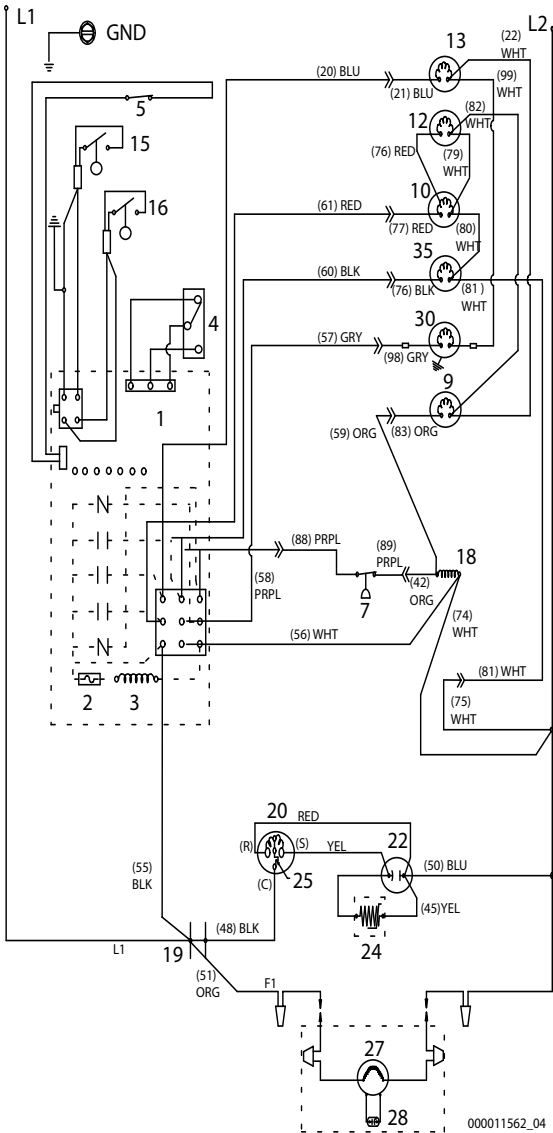 L1
GND
L2
13
(22)
WHT
(20) BLU
(21) BLU
(99)
WHT
5
15
12
(82)
WHT
(76) RED
(79)
WHT
16
10
(61) RED
(77) RED
(80)
WHT
35
(60) BLK
(76) BLK
(81)
WHT
4
30
(57) GRY
(98) GRY
1
9
(59) ORG
(83) ORG
(88) PRPL
(89)
PRPL
18
(58)
PRPL
7
(42)
ORG
(74)
WHT
(56) WHT
(81) WHT
2
3
(75)
WHT
20
RED
(R)
(S)
YEL
22
(55)
BLK
25
(50) BLU
(C)
(45)YEL
(48) BLK
24
L1
19
(51)
ORG
F1
27
28
000011562_04